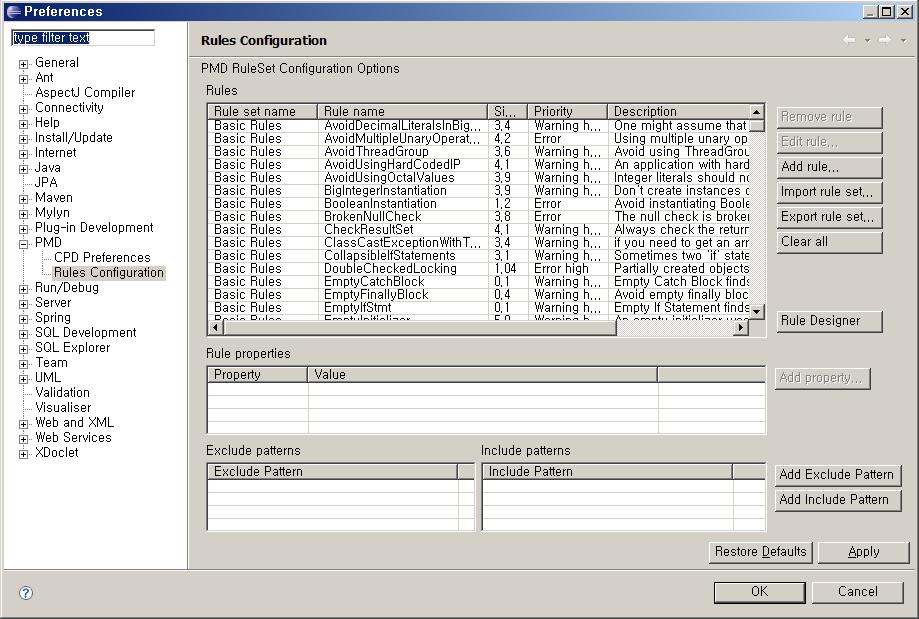 Preferences
type filter text
General
Ant
AspectJ Compiler
Connectivity
Help
Install/Update
Internet
Java
JPA
Maven
Mylyn
Plug-in Development
PMD
CPD Preferences
Rules Configuration
Run/Debug
Server
Spring
SQL Development
SQL Explorer
Team
UML
Validation
Visualiser
Web and XML
Web Services
XDoclet
Rules Configuration
PMD RuleSet Configuration Options
Rules
Rule set name Rule name Si... Priority Description
Basic Rules AvoidDecimalLiteralsInBig... 3,4 Warning h... One might assume that
Basic Rules AvoidMultipleUnaryOperat... 4,2 Error Using multiple unary op
Basic Rules AvoidThreadGroup 3,6 Warning h... Avoid using ThreadGrou
Basic Rules AvoidUsingHardCodedIP 4,1 Warning h... An application with hard
Basic Rules AvoidUsingOctalValues 3,9 Warning h... Integer literals should no
Basic Rules BigIntegerInstantiation 3,9 Warning h... Don't create instances o
Basic Rules BooleanInstantiation 1,2 Error Avoid instantiating Boole
Basic Rules BrokenNullCheck 3,8 Error The null check is broken
Basic Rules CheckResultSet 4,1 Warning h... Always check the return
Basic Rules ClassCastExceptionWithT... 3,4 Warning h... if you need to get an arr
Basic Rules CollapsibleIfStatements 3,1 Warning h... Sometimes two 'if' state
Basic Rules DoubleCheckedLocking 1,04 Error high Partially created objects
Basic Rules EmptyCatchBlock 0,1 Warning h... Empty Catch Block finds
Basic Rules EmptyFinallyBlock 0,4 Warning h... Avoid empty finally bloc
Basic Rules EmptyIfStmt 0,1 Warning h... Empty If Statement finds
Basic Rules EmptyInitializer 5,0 Warning h... An empty initializer was
Remove rule
Edit rule...
Add rule...
Import rule set...
Export rule set...
Clear all
Rule Designer
Rule properties
Property Value
Add property...
Exclude patterns Include patterns
Exclude Pattern Include Pattern
Add Exclude Pattern
Add Include Pattern
Restore Defaults Apply
OK Cancel